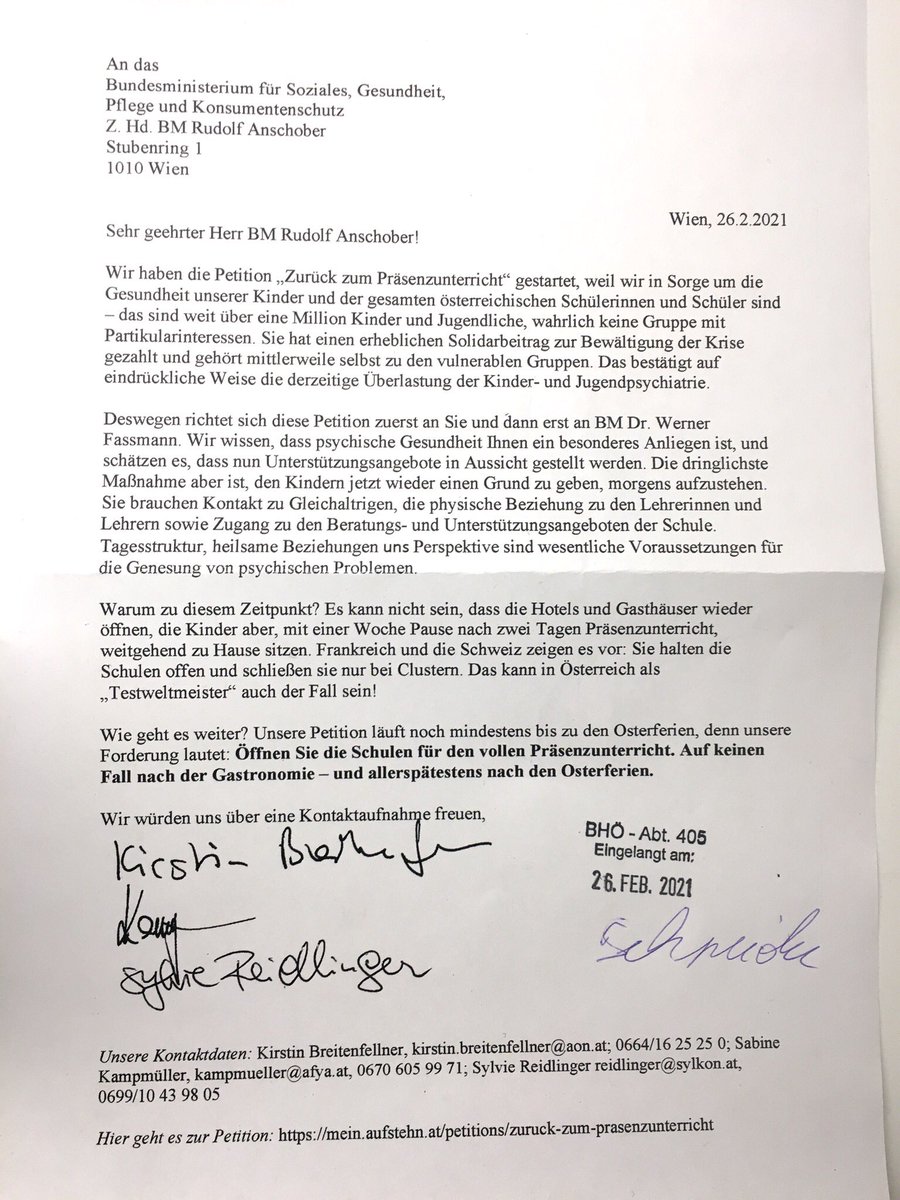 An das
Bundesministerium für Soziales, Gesundheit,
Pflege und Konsumentenschutz
Z. Hd. BM Rudolf Anschober
Stubenring 1
1010 Wien
Wien, 26.2.2021
Sehr geehrter Herr BM Rudolf Anschober!
Wir haben die Petition „Zurück zum Präsenzunterricht“ gestartet, weil wir in Sorge um die
Gesundheit unserer Kinder und der gesamten österreichischen Schülerinnen und Schüler sind
– das sind weit über eine Million Kinder und Jugendliche, wahrlich keine Gruppe mit
Partikularinteressen. Sie hat einen erheblichen Solidarbeitrag zur Bewältigung der Krise
gezahlt und gehört mittlerweile selbst zu den vulnerablen Gruppen. Das bestätigt auf
eindrückliche Weise die derzeitige Überlastung der Kinder- und Jugendpsychiatrie.
Deswegen richtet sich diese Petition zuerst an Sie und dann erst an BM Dr. Werner
Fassmann. Wir wissen, dass psychische Gesundheit Ihnen ein besonderes Anliegen ist, und
schätzen es, dass nun Unterstützungsangebote in Aussicht gestellt werden. Die dringlichste
Maßnahme aber ist, den Kindern jetzt wieder einen Grund zu geben, morgens aufzustehen.
Sie brauchen Kontakt zu Gleichaltrigen, die physische Beziehung zu den Lehrerinnen und
Lehrern sowie Zugang zu den Beratungs- und Unterstützungsangeboten der Schule.
Tagesstruktur, heilsame Beziehungen uns Perspektive sind wesentliche Voraussetzungen für
die Genesung von psychischen Problemen.
Warum zu diesem Zeitpunkt? Es kann nicht sein, dass die Hotels und Gasthäuser wieder
öffnen, die Kinder aber, mit einer Woche Pause nach zwei Tagen Präsenzunterricht,
weitgehend zu Hause sitzen. Frankreich und die Schweiz zeigen es vor: Sie halten die
Schulen offen und schließen sie nur bei Clustern. Das kann in Österreich als
„Testweltmeister“ auch der Fall sein!
Wie geht es weiter? Unsere Petition läuft noch mindestens bis zu den Osterferien, denn unsere
Forderung lautet: Öffnen Sie die Schulen für den vollen Präsenzunterricht. Auf keinen
Fall nach der Gastronomie – und allerspätestens nach den Osterferien.
Wir würden uns über eine Kontaktaufnahme freuen,
Kirstin
Sylvie Reidlinger
BHÖ - Abt. 405
Eingelangt am:
26. FEB. 2021
Unsere Kontaktdaten: Kirstin Breitenfellner, kirstin.breitenfellner@aon.at; 0664/16 25 25 0; Sabine
Kampmüller, kampmueller@afya.at, 0670 605 99 71; Sylvie Reidlinger reidlinger@sylkon.at,
0699/10 43 98 05
Hier geht es zur Petition: https://mein.aufstehn.at/petitions/zuruck-zum-prasenzunterricht